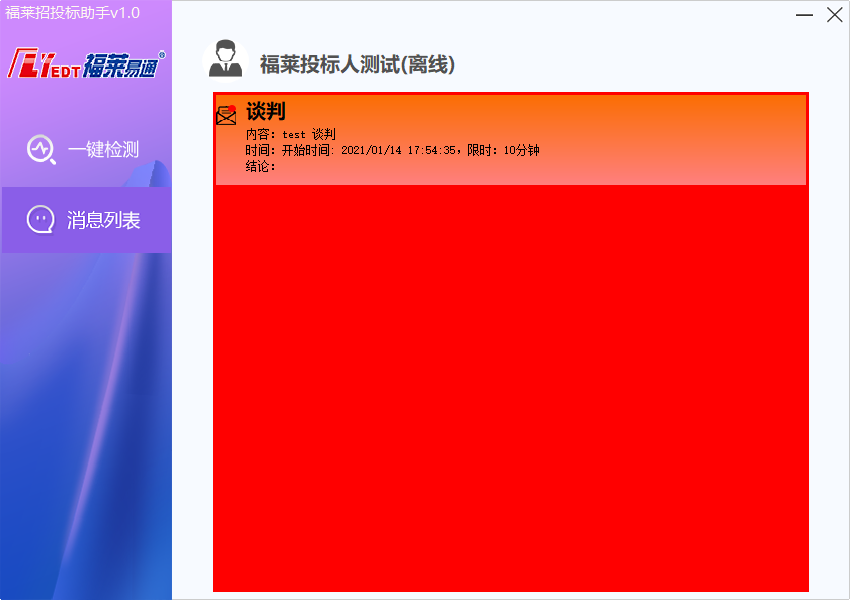 福莱招投标助手v1.0
EDT福莱易通®
一键检测
消息列表
福莱投标人测试(离线)
谈判
内容：test 谈判
时间：开始时间: 2021/01/14 17:54:35，限时：10分钟
结论：